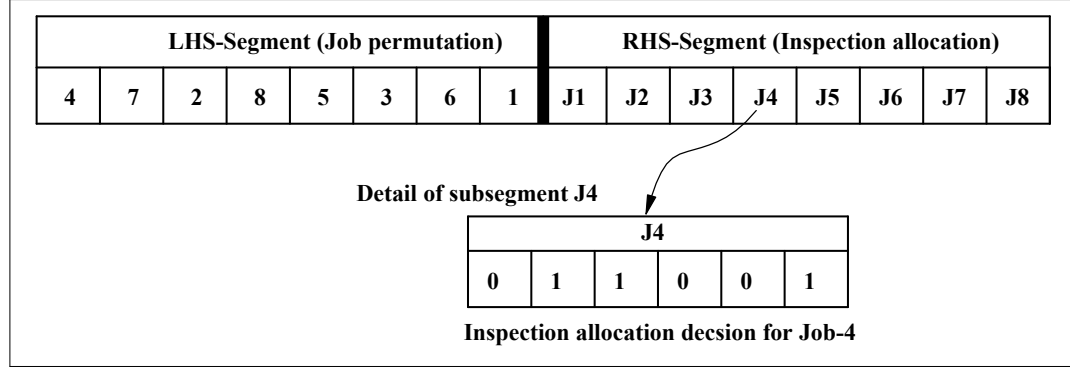 LHS-Segment (Job permutation) RHS-Segment (Inspection allocation)
4 7 2 8 5 3 6 1 J1 J2 J3 J4 J5 J6 J7 J8
Detail of subsegment J4
J4
0 1 1 0 0 1
Inspection allocation decsion for Job-4